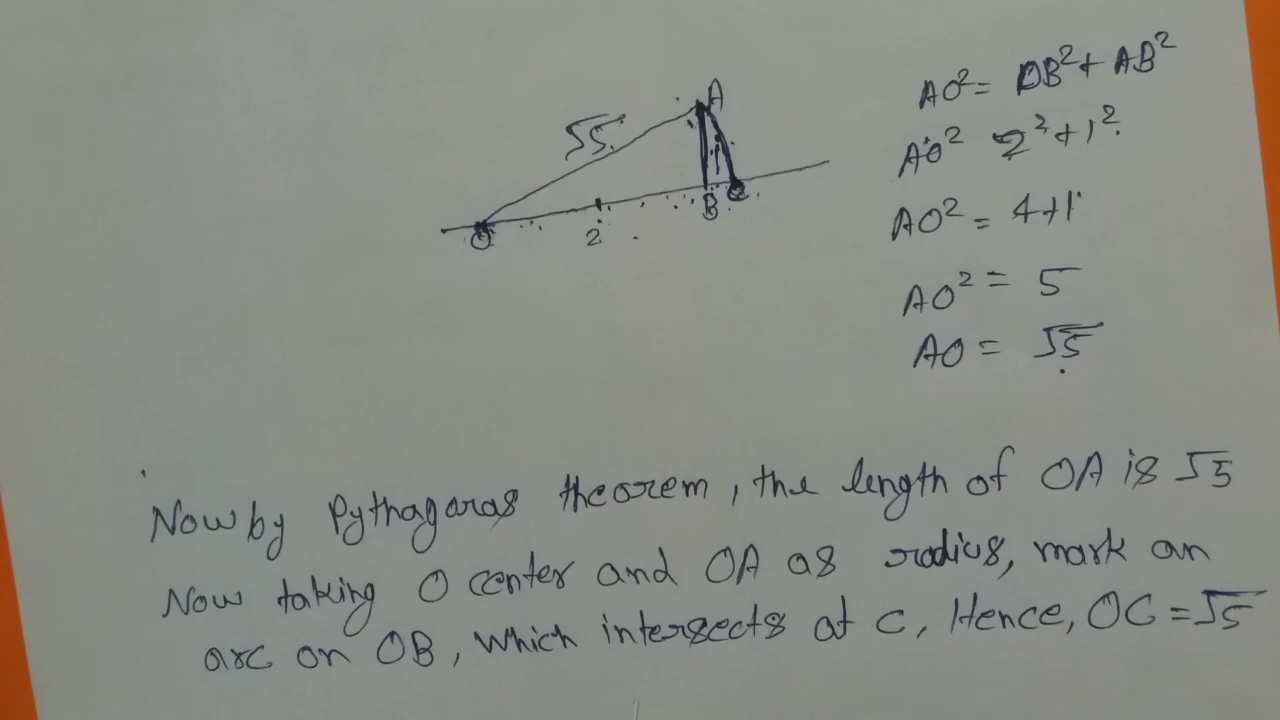 A
√5
O
2
B
C
AO²= OB²+ AB²
AO² 2²+1²
AO² = 4+1
AO² = 5
AO = √5
Now by Pythagoras theorem, the length of OA is √5
Now taking O center and OA as radius, mark an
arc on OB, which intersects at C, Hence, OC = √5